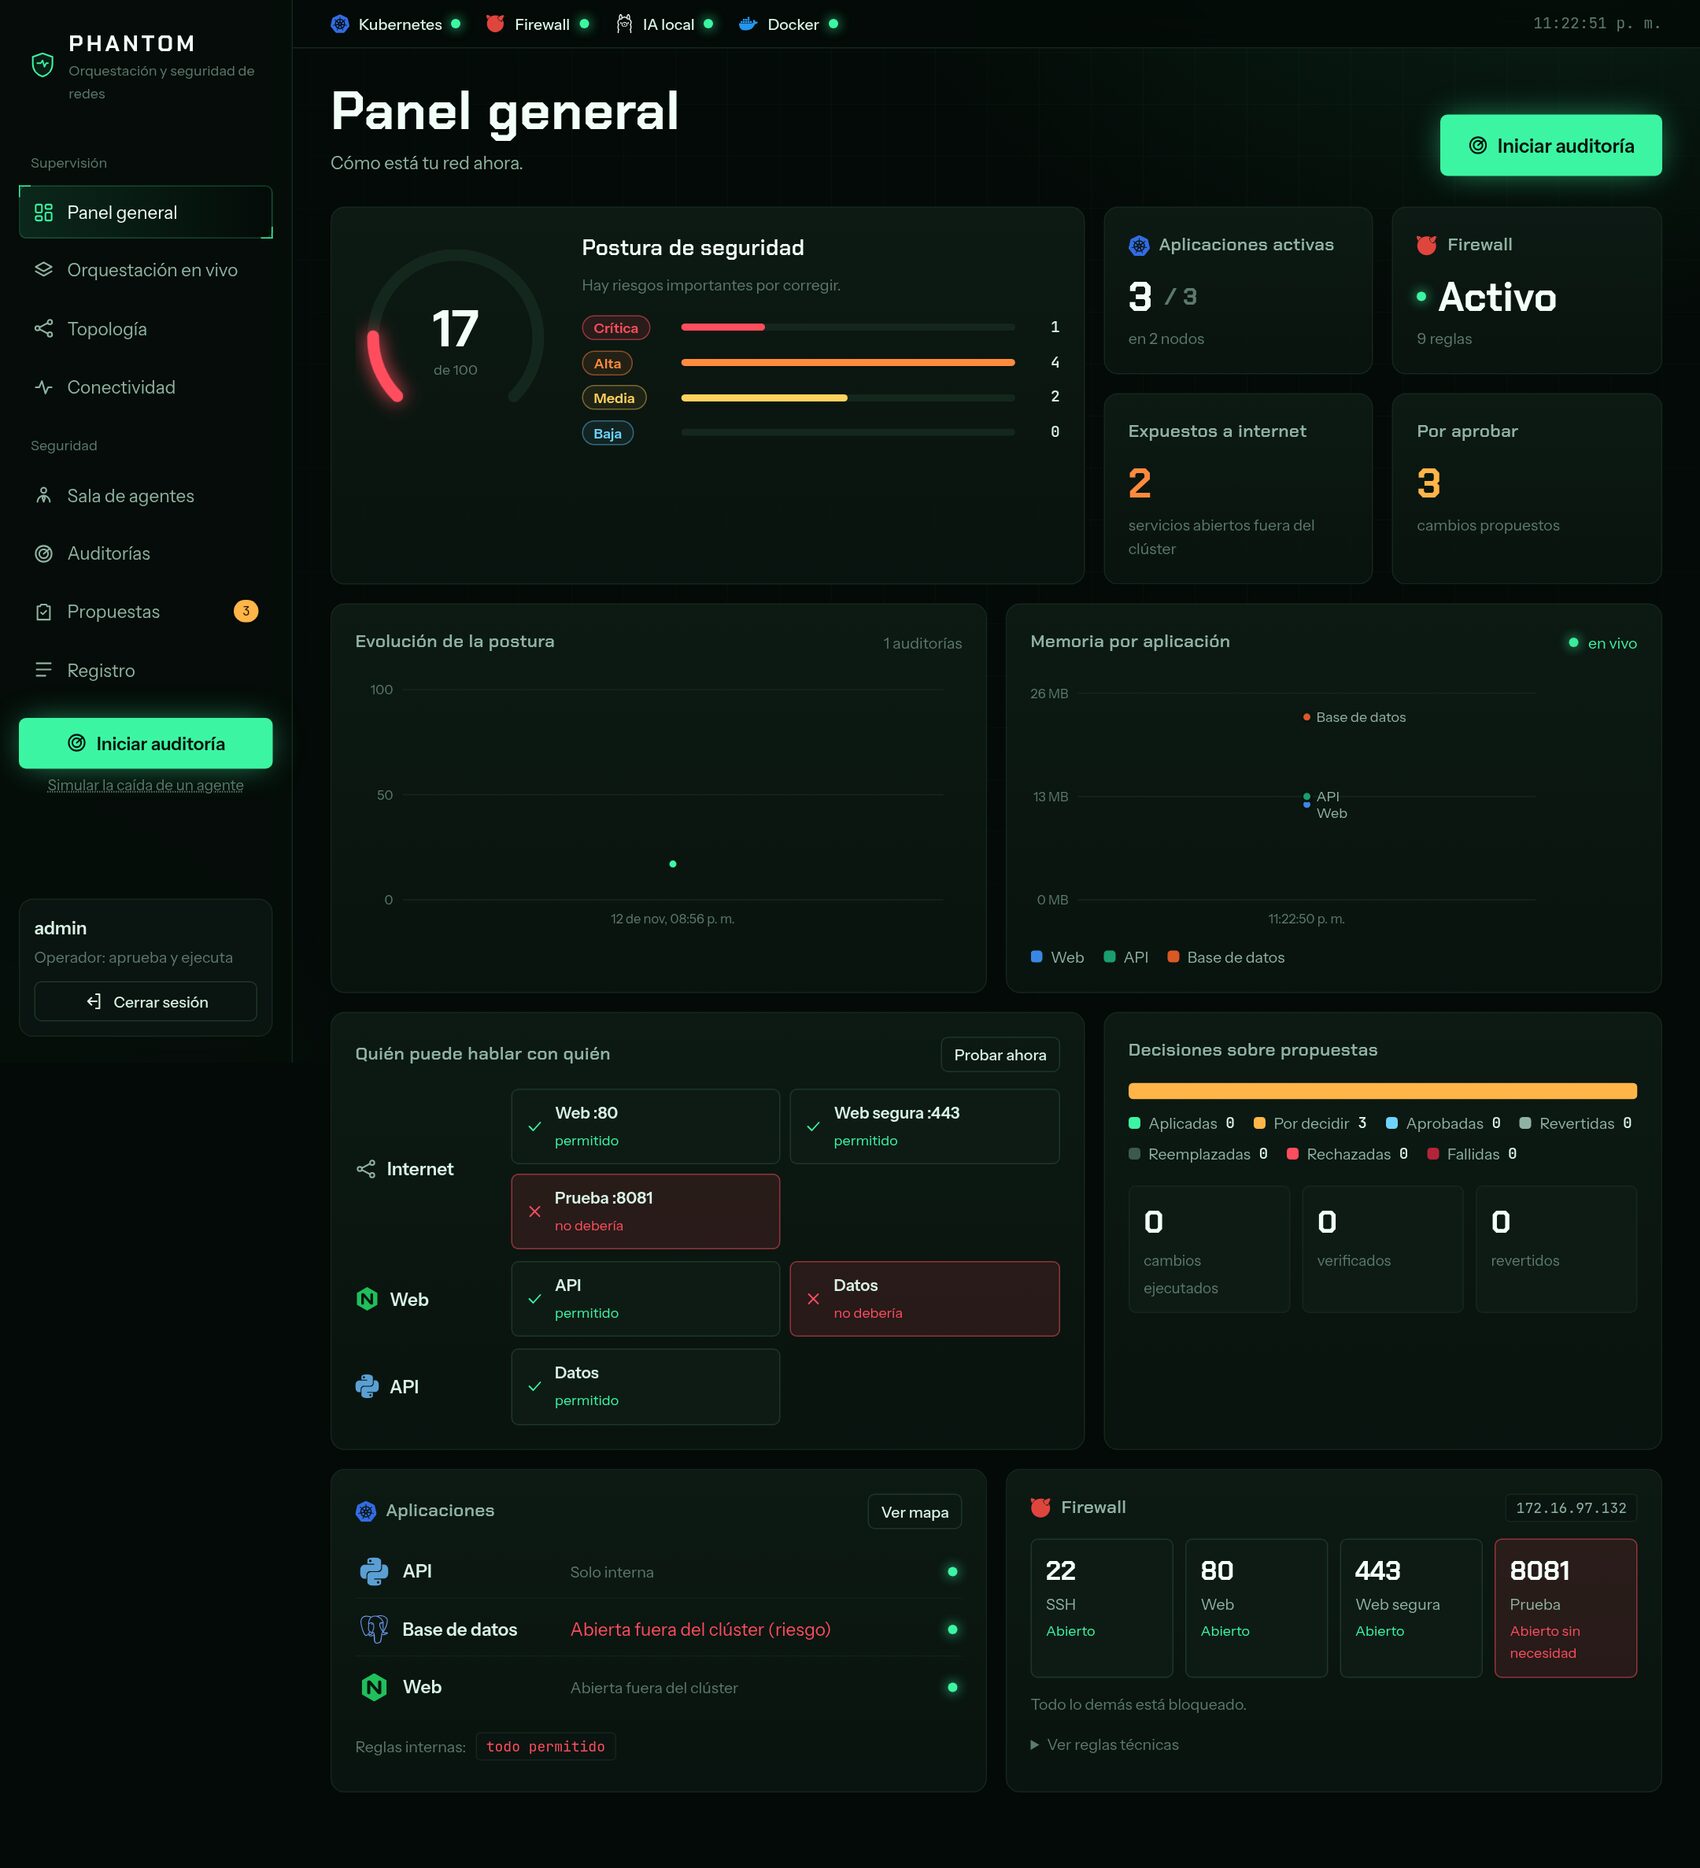 PHANTOM
Orquestación y seguridad de
redes
Supervisión
Panel general
Orquestación en vivo
Topología
Conectividad
Seguridad
Sala de agentes
Auditorías
Propuestas 3
Registro
Iniciar auditoría
Simular la caída de un agente
admin
Operador: aprueba y ejecuta
Cerrar sesión
Kubernetes Firewall IA local Docker 11:22:51 p. m.
Panel general
Cómo está tu red ahora.
Iniciar auditoría
17
de 100
Postura de seguridad
Hay riesgos importantes por corregir.
Crítica 1
Alta 4
Media 2
Baja 0
Aplicaciones activas
3 / 3
en 2 nodos
Firewall
Activo
9 reglas
Expuestos a internet
2
servicios abiertos fuera del
clúster
Por aprobar
3
cambios propuestos
Evolución de la postura 1 auditorías
100
50
0
12 de nov, 08:56 p. m.
Memoria por aplicación en vivo
26 MB
Base de datos
13 MB
API
Web
0 MB
11:22:50 p. m.
Web API Base de datos
Quién puede hablar con quién Probar ahora
Internet
Web :80
permitido
Web segura :443
permitido
Prueba :8081
no debería
Web
API
permitido
Datos
no debería
API
Datos
permitido
Decisiones sobre propuestas
Aplicadas 0 Por decidir 3 Aprobadas 0 Revertidas 0
Reemplazadas 0 Rechazadas 0 Fallidas 0
0
cambios
ejecutados
0
verificados
0
revertidos
Aplicaciones Ver mapa
API Solo interna
Base de datos Abierta fuera del clúster (riesgo)
Web Abierta fuera del clúster
Reglas internas: todo permitido
Firewall 172.16.97.132
22
SSH
Abierto
80
Web
Abierto
443
Web segura
Abierto
8081
Prueba
Abierto sin
necesidad
Todo lo demás está bloqueado.
Ver reglas técnicas